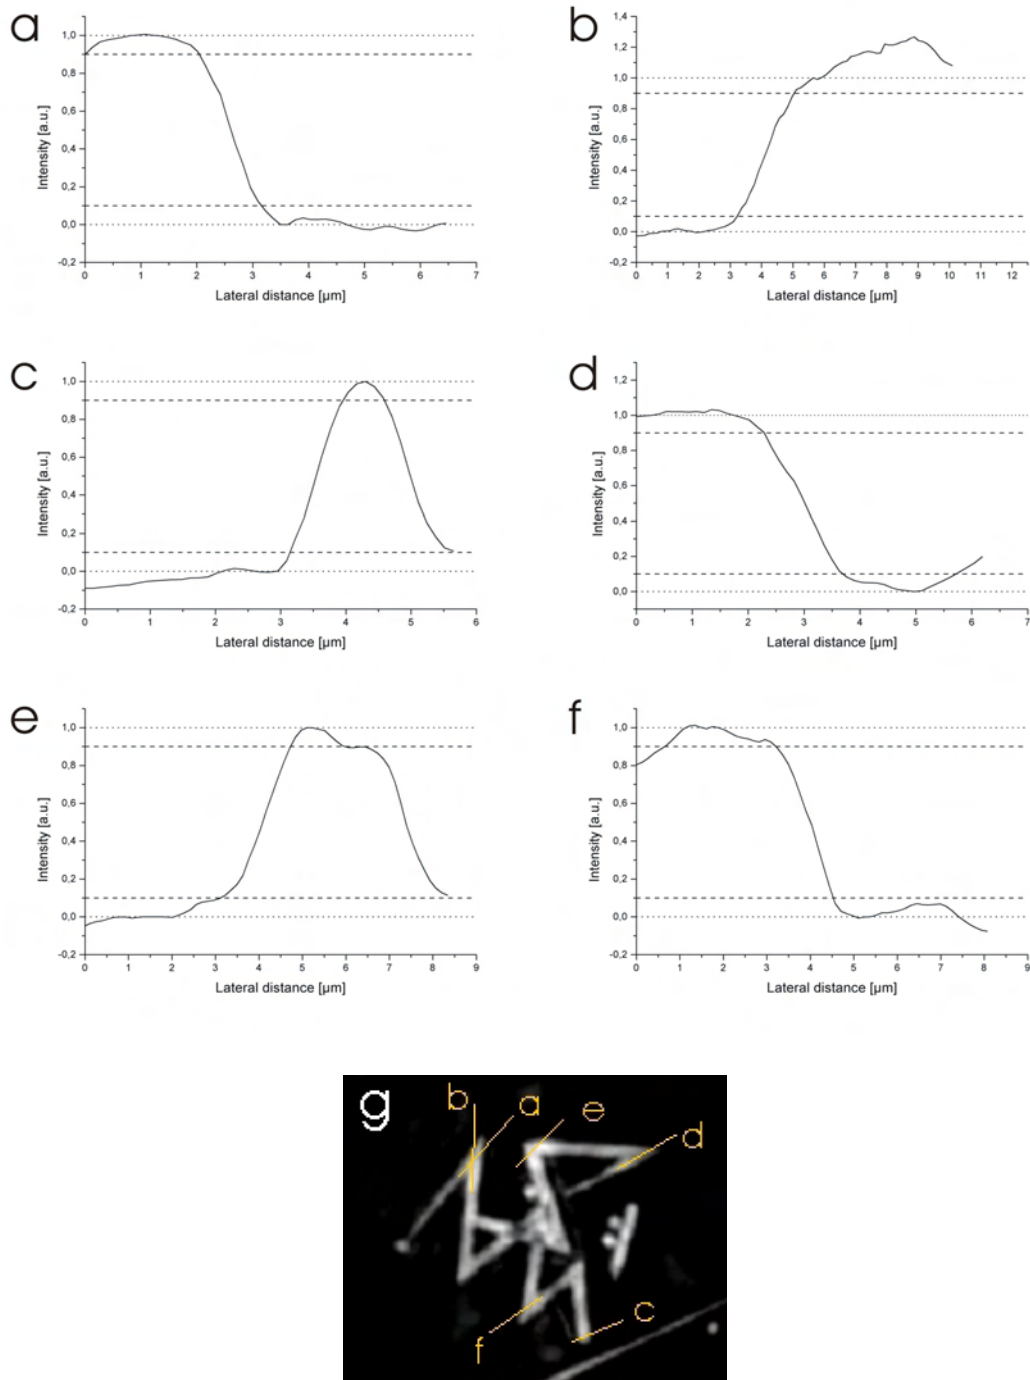 a
1,0
0,8
0,6
0,4
0,2
0,0
-0,2
Intensity [a.u.]
0 1 2 3 4 5 6 7
Lateral distance [µm]
b
1,4
1,2
1,0
0,8
0,6
0,4
0,2
0,0
-0,2
Intensity [a.u.]
0 1 2 3 4 5 6 7 8 9 10 11 12
Lateral distance [µm]
c
1,0
0,8
0,6
0,4
0,2
0,0
-0,2
Intensity [a.u.]
0 1 2 3 4 5 6
Lateral distance [µm]
d
1,2
1,0
0,8
0,6
0,4
0,2
0,0
Intensity [a.u.]
0 1 2 3 4 5 6 7
Lateral distance [µm]
e
1,0
0,8
0,6
0,4
0,2
0,0
-0,2
Intensity [a.u.]
0 1 2 3 4 5 6 7 8 9
Lateral distance [µm]
f
1,0
0,8
0,6
0,4
0,2
0,0
-0,2
Intensity [a.u.]
0 1 2 3 4 5 6 7 8 9
Lateral distance [µm]
g
b
a
e
d
c
f